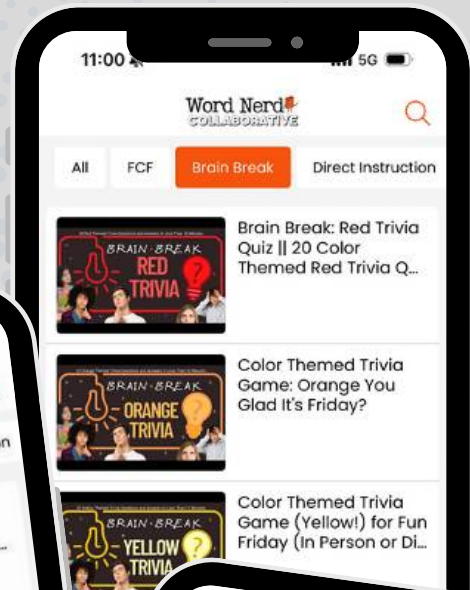 11:00
5G
Word Nerd
COLLABORATIVE
All FCF Brain Break Direct Instruction
BRAIN-BREAK
RED
TRIVIA
Brain Break: Red Trivia
Quiz || 20 Color
Themed Red Trivia Q...
BRAIN-BREAK
ORANGE
TRIVIA
Color Themed Trivia
Game: Orange You
Glad It's Friday?
BRAIN-BREAK
YELLOW
TRIVIA
Color Themed Trivia
Game (Yellow!) for Fun
Friday (In Person or Di...